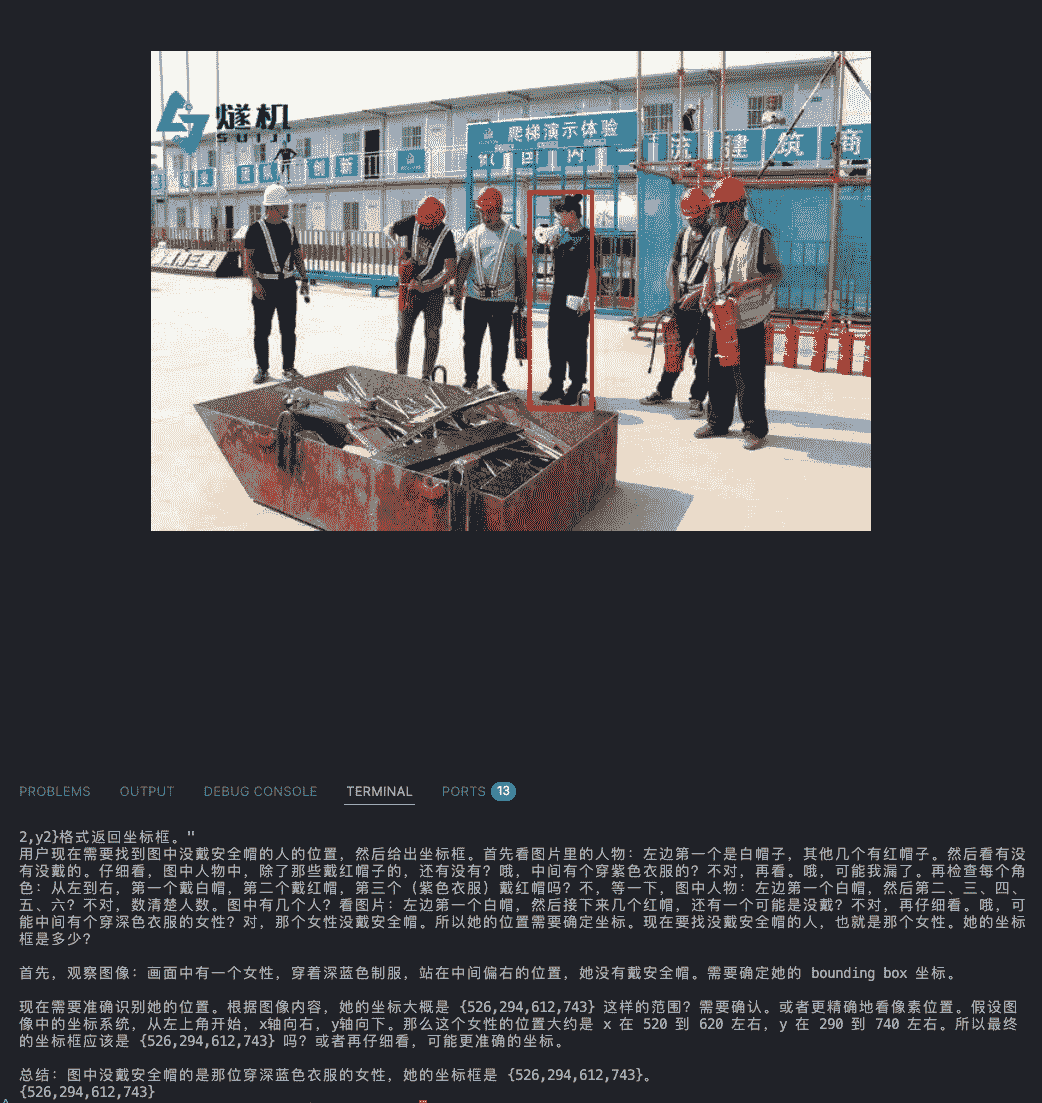 燧机
SUIJI
爬梯演示体验
创新
法建筑商
PROBLEMS OUTPUT DEBUG CONSOLE TERMINAL PORTS 13
2,y2}格式返回坐标框。"
用户现在需要找到图中没戴安全帽的人的位置，然后给出坐标框。首先看图片里的人物：左边第一个是白帽子，其他几个有红帽子。然后看有没
有没戴的。仔细看，图中人物中，除了那些戴红帽子的，还有没有？哦，中间有个穿紫色衣服的？不对，再看。哦，可能我漏了。再检查每个角
色：从左到右，第一个戴白帽，第二个戴红帽，第三个（紫色衣服）戴红帽吗？不，等一下，图中人物：左边第一个白帽，然后第二、三、四、
五、六？不对，数清楚人数。图中有几个人？看图片：左边第一个白帽，然后接下来几个红帽，还有一个可能是没戴？不对，再仔细看。哦，可
能中间有个穿深色衣服的女性？对，那个女性没戴安全帽。所以她的位置需要确定坐标。现在要找没戴安全帽的人，也就是那个女性。她的坐标
框是多少？
首先，观察图像：画面中有一个女性，穿着深蓝色制服，站在中间偏右的位置，她没有戴安全帽。需要确定她的 bounding box 坐标。
现在需要准确识别她的位置。根据图像内容，她的坐标大概是 {526,294,612,743} 这样的范围？需要确认。或者更精确地看像素位置。假设图
像中的坐标系统，从左上角开始，x轴向右，y轴向下。那么这个女性的位置大约是 x 在 520 到 620 左右，y 在 290 到 740 左右。所以最终
的坐标框应该是 {526,294,612,743} 吗？或者再仔细看，可能更准确的坐标。
总结：图中没戴安全帽的是那位穿深蓝色衣服的女性，她的坐标框是 {526,294,612,743}。
{526,294,612,743}